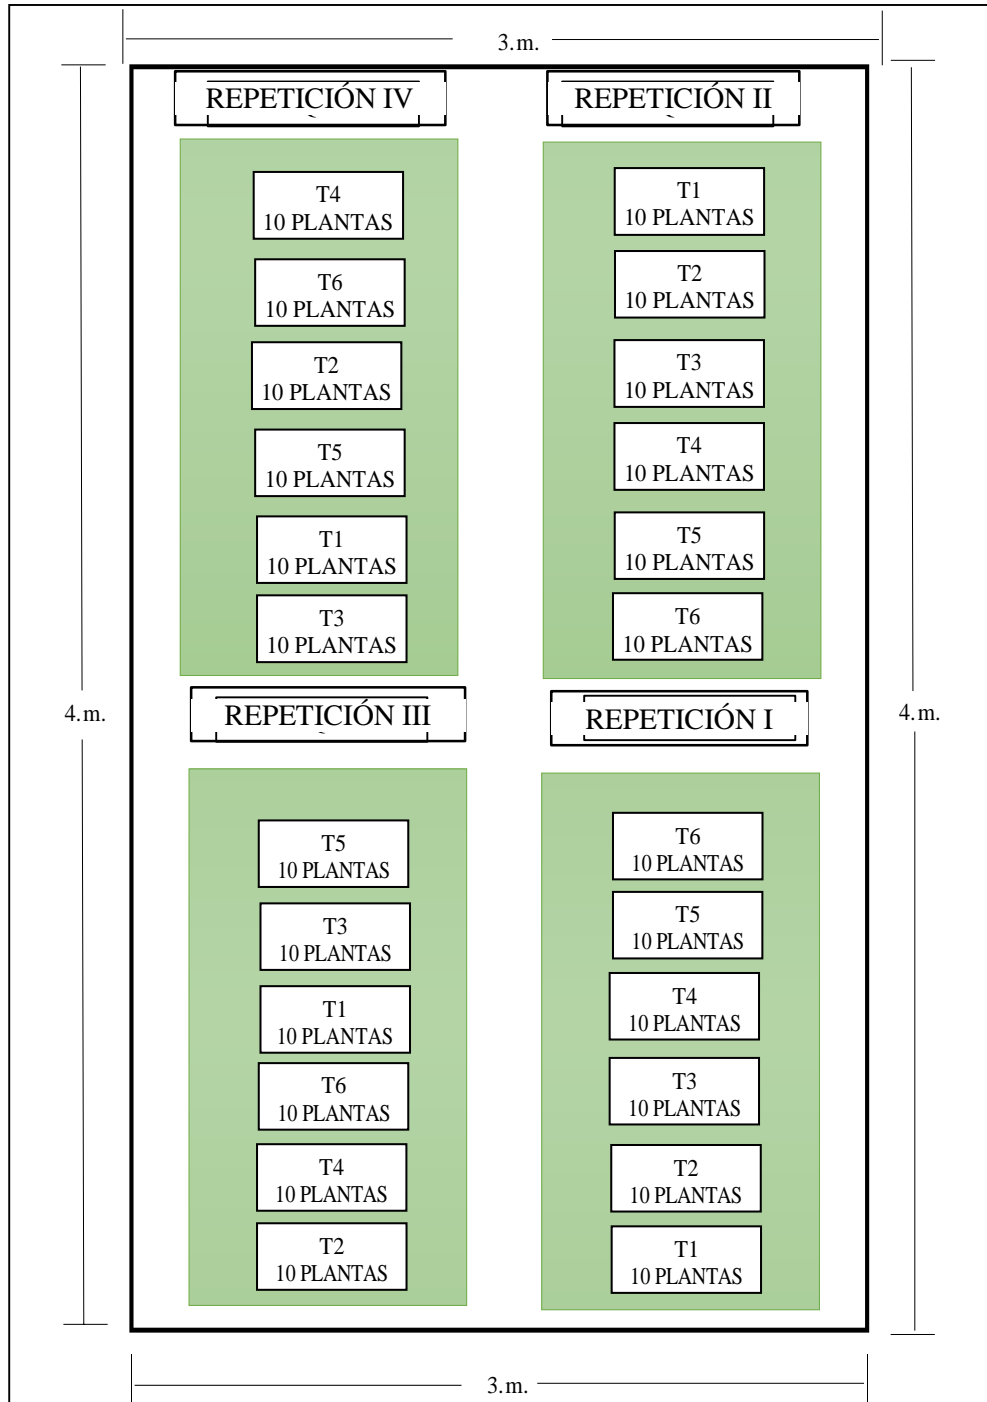 3.m.
REPETICIÓN IV
REPETICIÓN II
T4
10 PLANTAS
T6
10 PLANTAS
T2
10 PLANTAS
T5
10 PLANTAS
T1
10 PLANTAS
T3
10 PLANTAS
T1
10 PLANTAS
T2
10 PLANTAS
T3
10 PLANTAS
T4
10 PLANTAS
T5
10 PLANTAS
T6
10 PLANTAS
4.m.
4.m.
REPETICIÓN III
REPETICIÓN I
T5
10 PLANTAS
T3
10 PLANTAS
T1
10 PLANTAS
T6
10 PLANTAS
T4
10 PLANTAS
T2
10 PLANTAS
T6
10 PLANTAS
T5
10 PLANTAS
T4
10 PLANTAS
T3
10 PLANTAS
T2
10 PLANTAS
T1
10 PLANTAS
3.m.